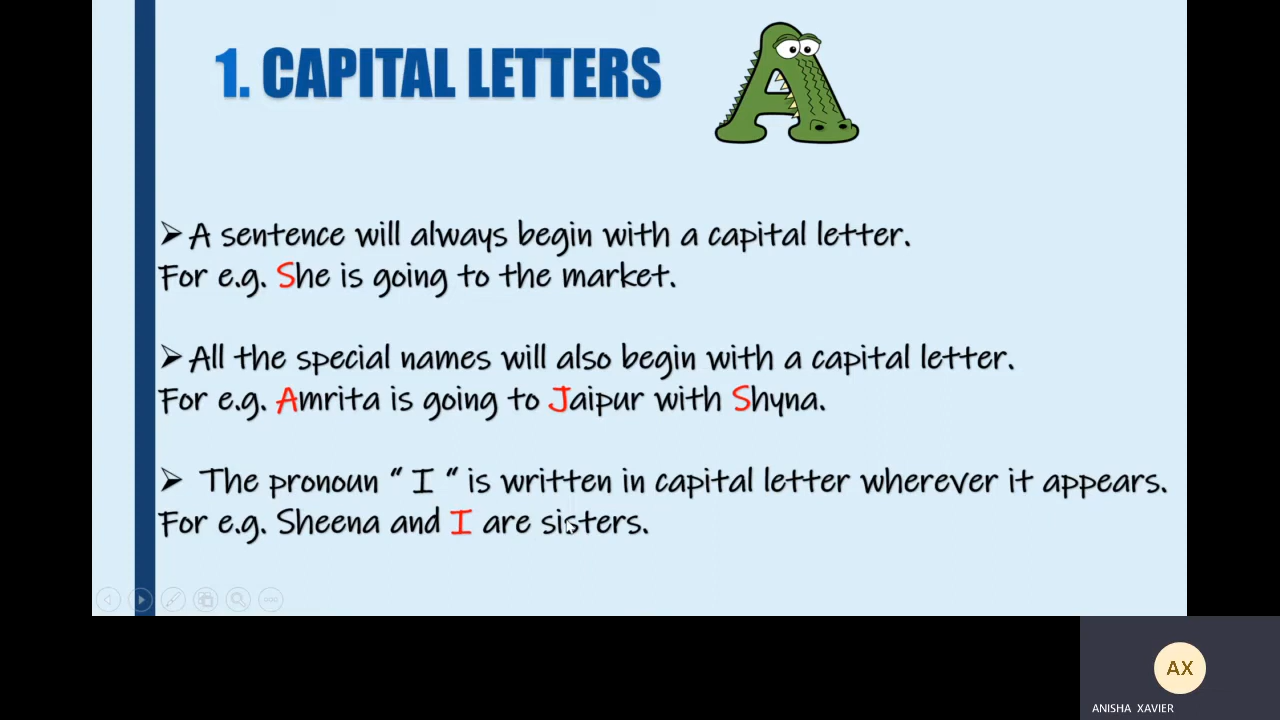 1. CAPITAL LETTERS
➢ A sentence will always begin with a capital letter.
For e.g. She is going to the market.
➢ All the special names will also begin with a capital letter.
For e.g. Amrita is going to Jaipur with Shyna.
➢ The pronoun “ I “ is written in capital letter wherever it appears.
For e.g. Sheena and I are sisters.
AX
ANISHA XAVIER